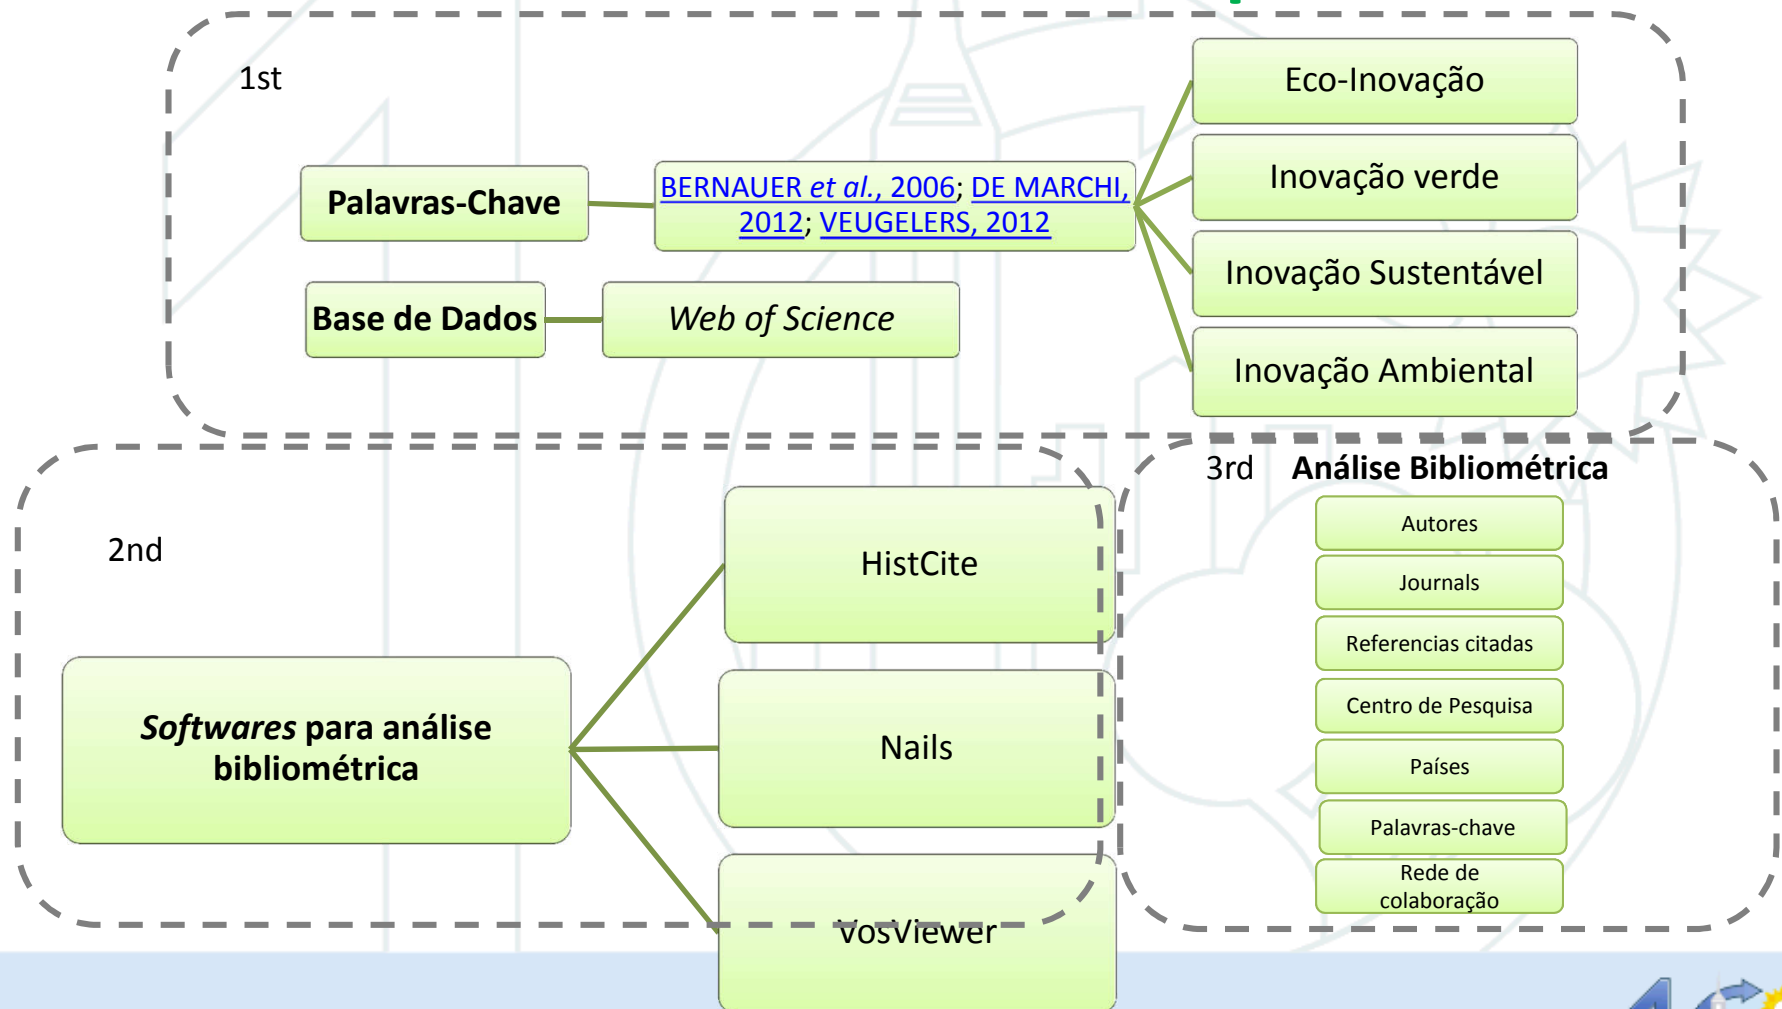 1st
Palavras-Chave
BERNAUER et al., 2006; DE MARCHI,
2012; VEUGELERS, 2012
Eco-Inovação
Inovação verde
Inovação Sustentável
Inovação Ambiental
Base de Dados
Web of Science
2nd
Softwares para análise
bibliométrica
HistCite
Nails
VosViewer
3rd
Análise Bibliométrica
Autores
Journals
Referencias citadas
Centro de Pesquisa
Países
Palavras-chave
Rede de
colaboração